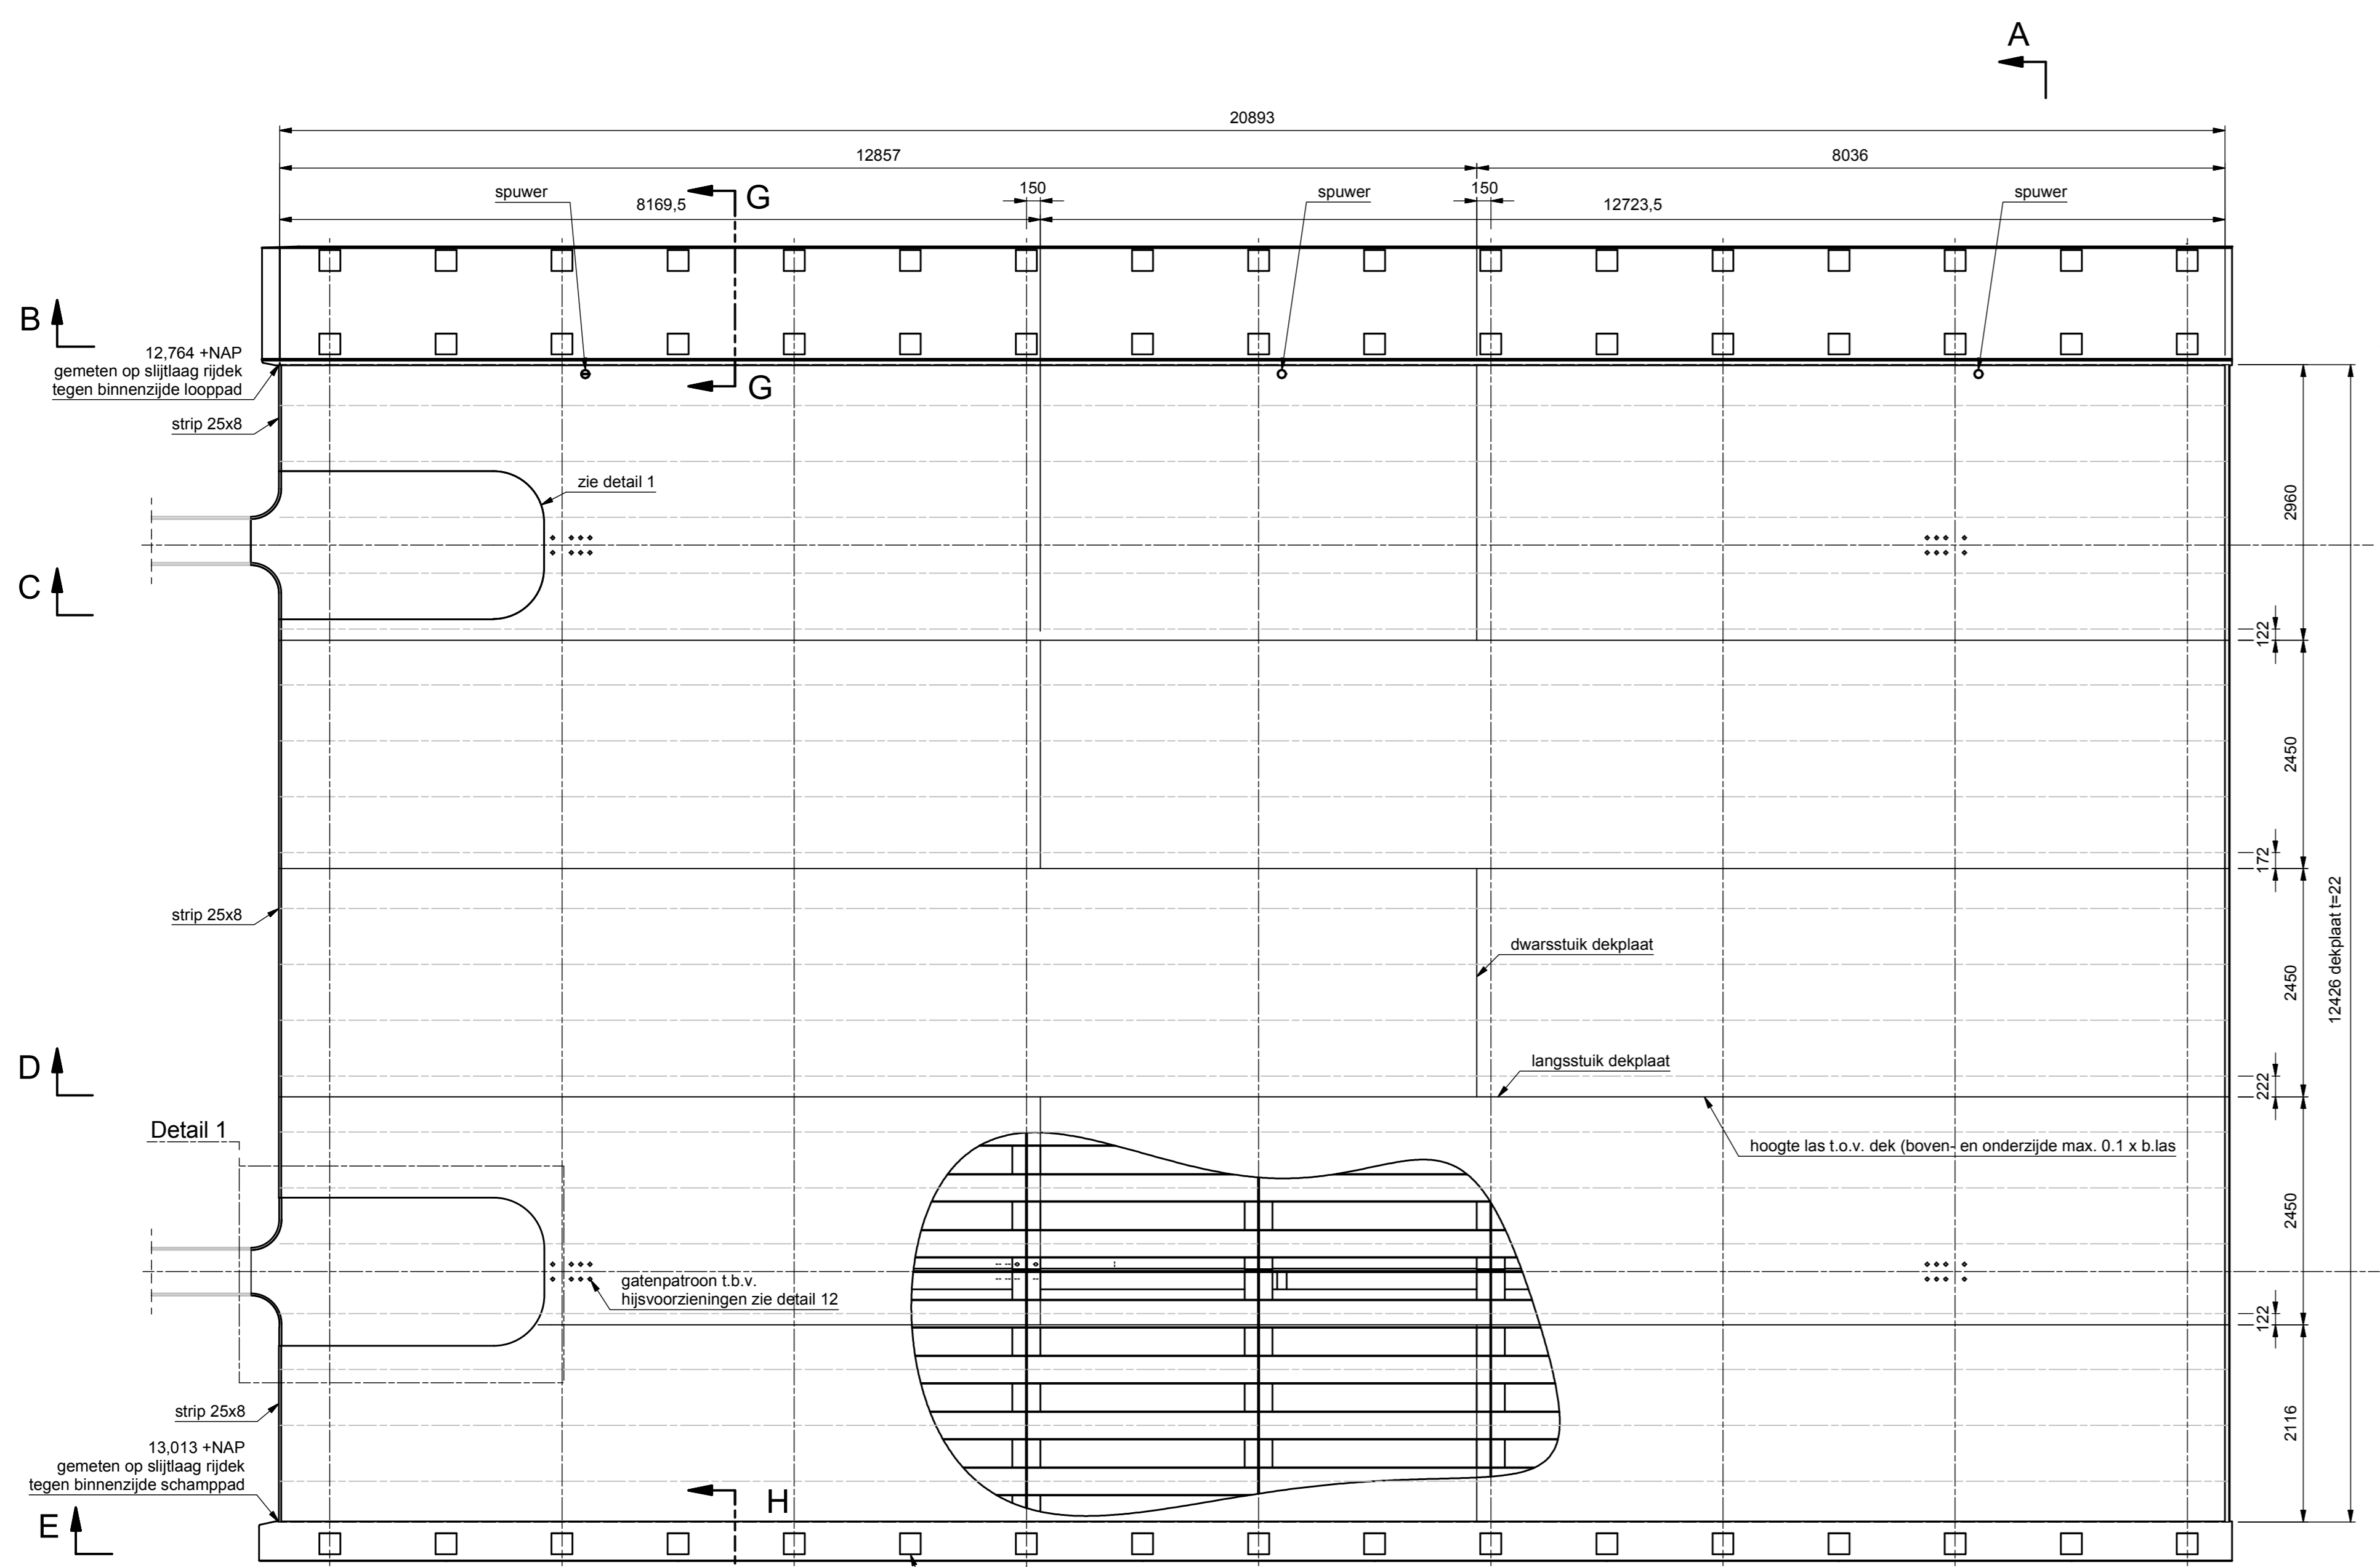 A
20893
12857
8036
spuwer
G
150
spuwer
150
spuwer
8169,5
12723,5
B
12,764 +NAP
gemeten op slijtlaag rijdek
tegen binnenzijde looppad
G
strip 25x8
zie detail 1
2960
C
122
2450
172
strip 25x8
12426 dekplaat t=22
dwarsstuik dekplaat
2450
D
langsstuik dekplaat
222
Detail 1
hoogte las t.o.v. dek (boven- en onderzijde max. 0.1 x b.las
2450
gatenpatroon t.b.v.
hijsvoorzieningen zie detail 12
122
strip 25x8
2116
13,013 +NAP
gemeten op slijtlaag rijdek
tegen binnenzijde schamppad
H
E